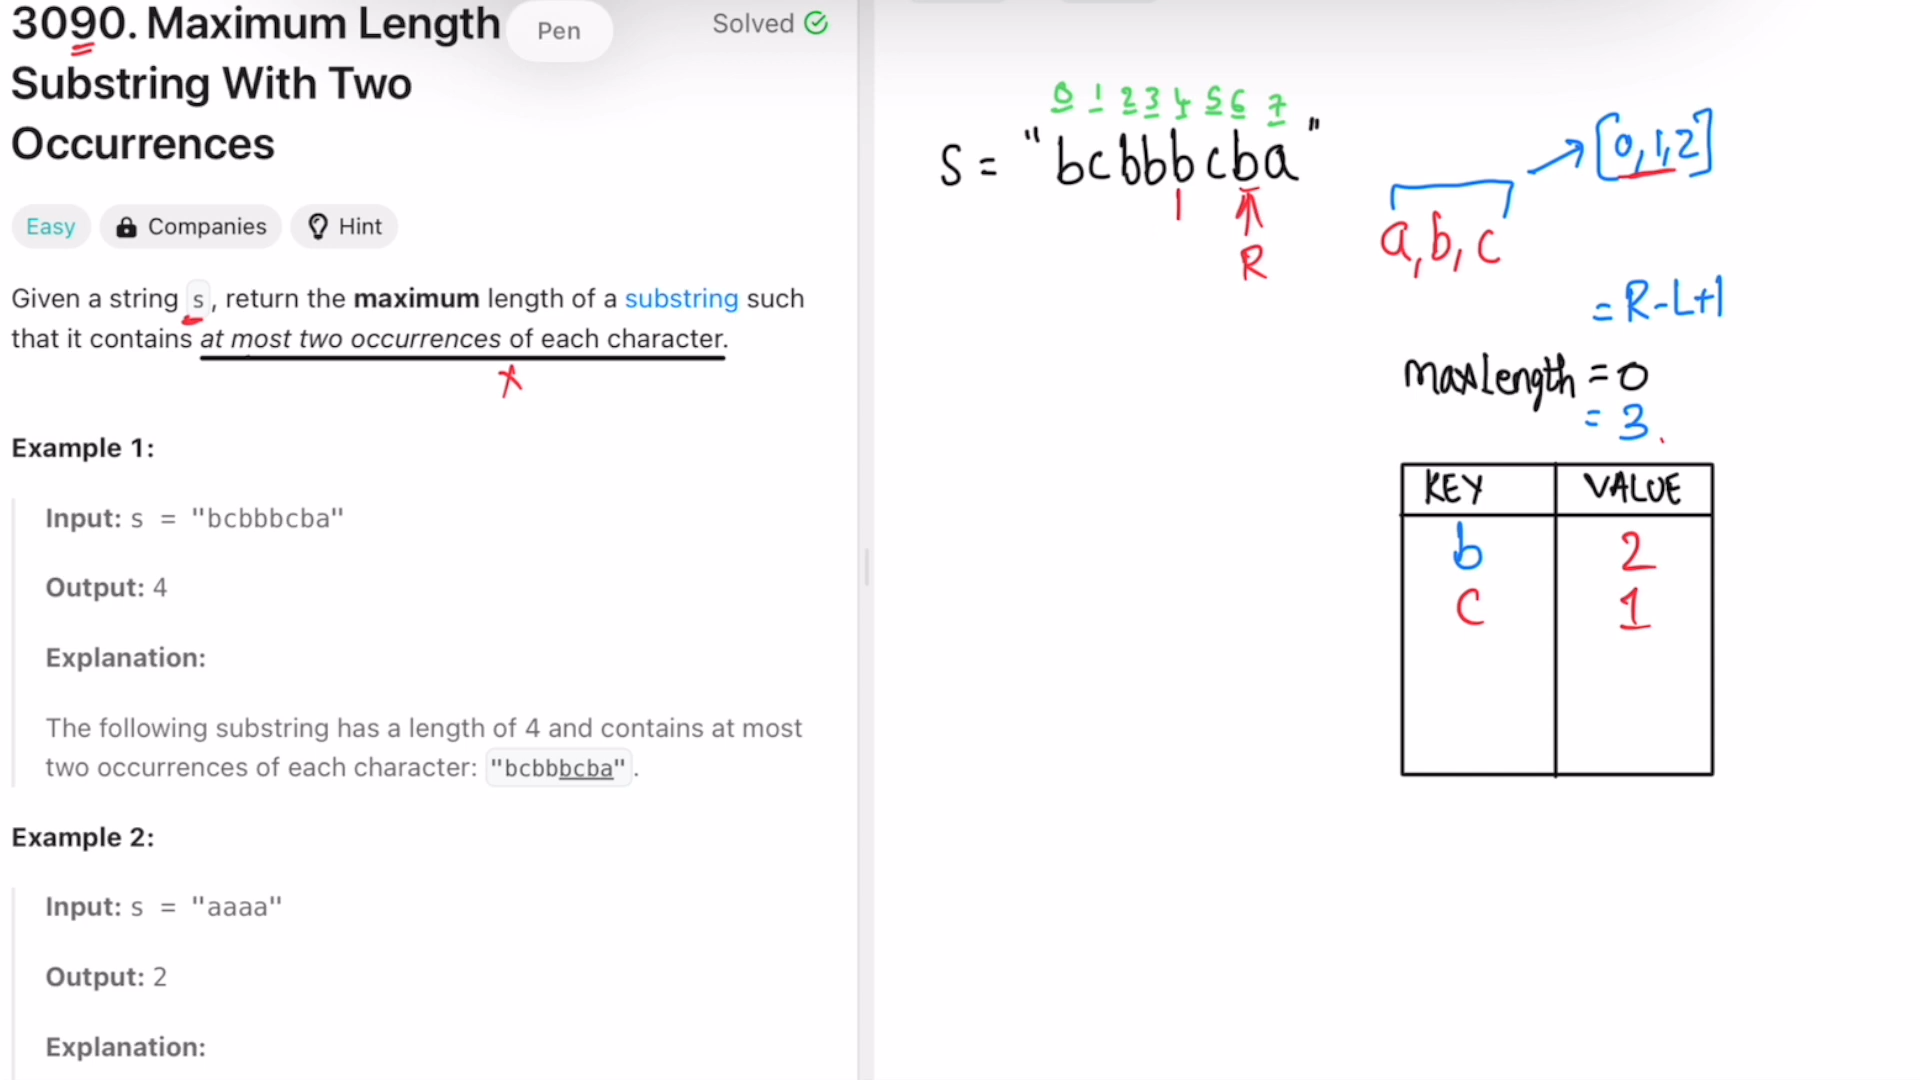 3090. Maximum Length
Substring With Two
Occurrences
Pen
Solved
Easy
Companies
Hint
Given a string s, return the maximum length of a substring such
that it contains at most two occurrences of each character.
x
Example 1:
Input: s = "bcbbbcba"
Output: 4
Explanation:
The following substring has a length of 4 and contains at most
two occurrences of each character: "bcbbbcba".
Example 2:
Input: s = "aaaa"
Output: 2
Explanation:
0 1 2 3 4 5 6 7
S = "bcbbbcba"
R
[0,1,2]
a, b, c
= R-L+1
maxLength = 0
= 3
KEY VALUE
b 2
c 1